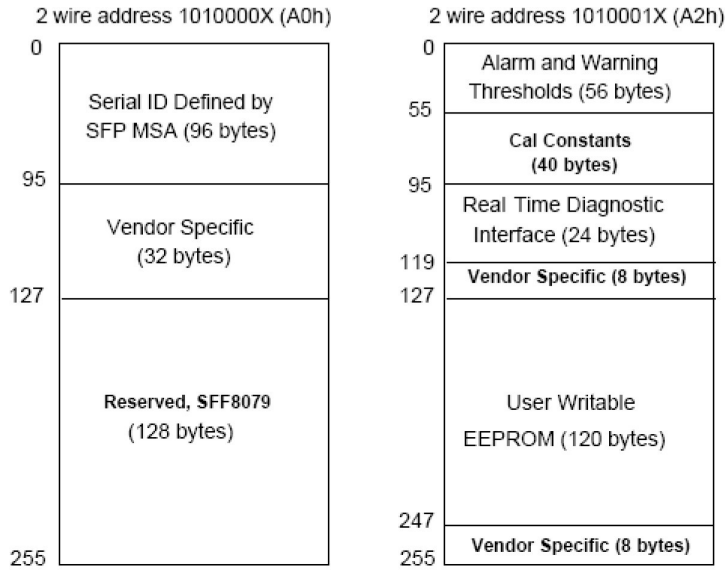 2 wire address 1010000X (A0h)
0
Serial ID Defined by
SFP MSA (96 bytes)
95
Vendor Specific
(32 bytes)
127
Reserved, SFF8079
(128 bytes)
255
2 wire address 1010001X (A2h)
0
Alarm and Warning
Thresholds (56 bytes)
55
Cal Constants
(40 bytes)
95
Real Time Diagnostic
Interface (24 bytes)
119
Vendor Specific (8 bytes)
127
User Writable
EEPROM (120 bytes)
247
Vendor Specific (8 bytes)
255